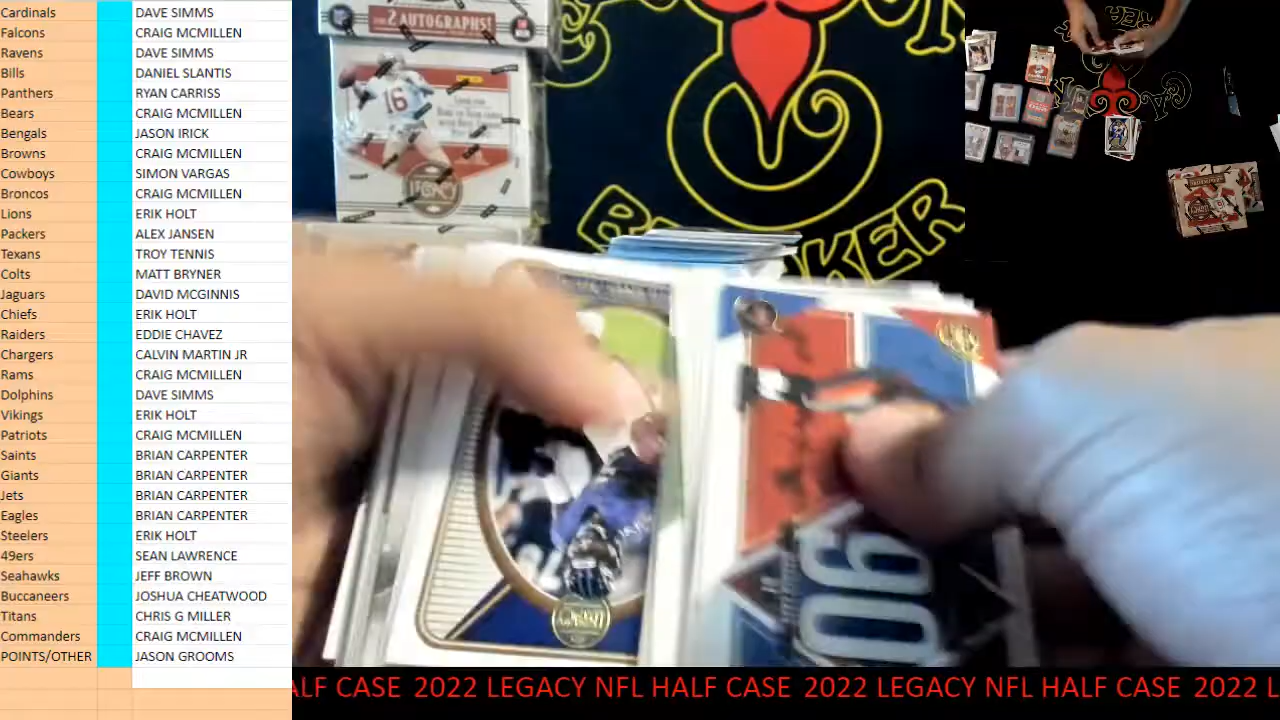 Cardinals DAVE SIMMS
Falcons CRAIG MCMILLEN
Ravens DAVE SIMMS
Bills DANIEL SLANTIS
Panthers RYAN CARRISS
Bears CRAIG MCMILLEN
Bengals JASON IRICK
Browns CRAIG MCMILLEN
Cowboys SIMON VARGAS
Broncos CRAIG MCMILLEN
Lions ERIK HOLT
Packers ALEX JANSEN
Texans TROY TENNIS
Colts MATT BRYNER
Jaguars DAVID MCGINNIS
Chiefs ERIK HOLT
Raiders EDDIE CHAVEZ
Chargers CALVIN MARTIN JR
Rams CRAIG MCMILLEN
Dolphins DAVE SIMMS
Vikings ERIK HOLT
Patriots CRAIG MCMILLEN
Saints BRIAN CARPENTER
Giants BRIAN CARPENTER
Jets BRIAN CARPENTER
Eagles BRIAN CARPENTER
Steelers ERIK HOLT
49ers SEAN LAWRENCE
Seahawks JEFF BROWN
Buccaneers JOSHUA CHEATWOOD
Titans CHRIS G MILLER
Commanders CRAIG MCMILLEN
POINTS/OTHER JASON GROOMS
2 AUTOGRAPHS!
16
LEGACY
KER
90
ALF CASE 2022 LEGACY NFL HALF CASE 2022 LEGACY NFL HALF CASE 2022 L